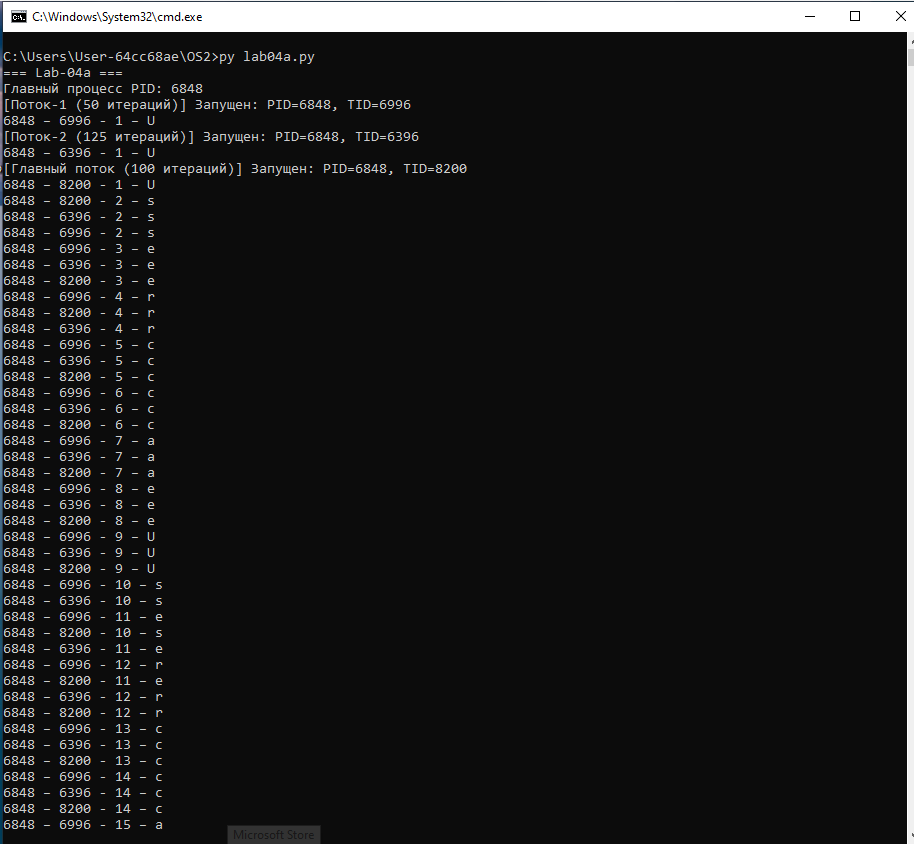 C:\Windows\System32\cmd.exe
C:\Users\User-64cc68ae\OS2>py lab04a.py
=== Lab-04a ===
Главный процесс PID: 6848
[Поток-1 (50 итераций)] Запущен: PID=6848, TID=6996
6848 – 6996 - 1 – U
[Поток-2 (125 итераций)] Запущен: PID=6848, TID=6396
6848 – 6396 - 1 – U
[Главный поток (100 итераций)] Запущен: PID=6848, TID=8200
6848 – 8200 - 1 – U
6848 – 8200 - 2 – s
6848 – 6396 - 2 – s
6848 – 6996 - 2 – s
6848 – 6996 - 3 – e
6848 – 6396 - 3 – e
6848 – 8200 - 3 – e
6848 – 6996 - 4 – r
6848 – 8200 - 4 – r
6848 – 6396 - 4 – r
6848 – 6996 - 5 – c
6848 – 6396 - 5 – c
6848 – 8200 - 5 – c
6848 – 6996 - 6 – c
6848 – 6396 - 6 – c
6848 – 8200 - 6 – c
6848 – 6996 - 7 – a
6848 – 6396 - 7 – a
6848 – 8200 - 7 – a
6848 – 6996 - 8 – e
6848 – 6396 - 8 – e
6848 – 8200 - 8 – e
6848 – 6996 - 9 – U
6848 – 6396 - 9 – U
6848 – 8200 - 9 – U
6848 – 6996 - 10 – s
6848 – 6396 - 10 – s
6848 – 6996 - 11 – e
6848 – 8200 - 10 – s
6848 – 6396 - 11 – e
6848 – 6996 - 12 – r
6848 – 8200 - 11 – e
6848 – 6396 - 12 – r
6848 – 8200 - 12 – r
6848 – 6996 - 13 – c
6848 – 6396 - 13 – c
6848 – 8200 - 13 – c
6848 – 6996 - 14 – c
6848 – 6396 - 14 – c
6848 – 8200 - 14 – c
6848 – 6996 - 15 – a
Microsoft Store